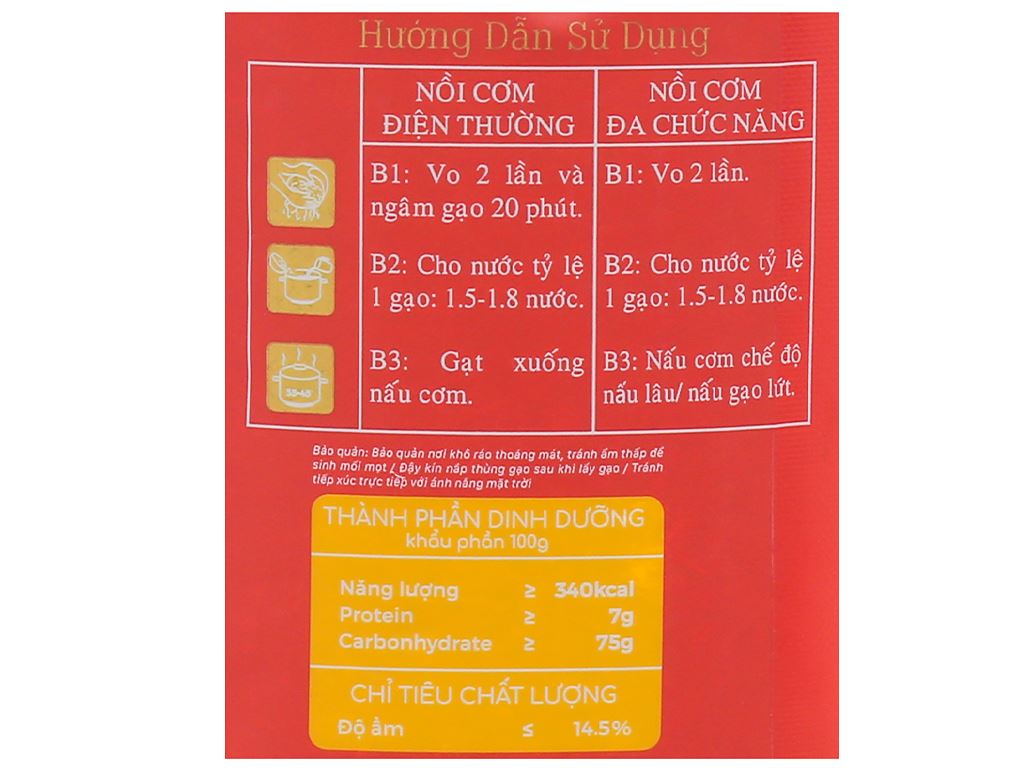 Hướng Dẫn Sử Dụng
NỒI CƠM
ĐIỆN THƯỜNG
NỒI CƠM
ĐA CHỨC NĂNG
B1: Vo 2 lần và
ngâm gạo 20 phút.
B1: Vo 2 lần.
B2: Cho nước tỷ lệ
1 gạo: 1.5-1.8 nước.
B2: Cho nước tỷ lệ
1 gạo: 1.5-1.8 nước.
35-40'
B3: Gạt xuống
nấu cơm.
B3: Nấu cơm chế độ
nấu lâu/ nấu gạo lứt.
Bảo quản: Bảo quản nơi khô ráo thoáng mát, tránh ẩm thấp để
sinh mối mọt / Đậy kín nắp thùng gạo sau khi lấy gạo / Tránh
tiếp xúc trực tiếp với ánh nắng mặt trời
THÀNH PHẦN DINH DƯỠNG
khẩu phần 100g
Năng lượng ≥ 340kcal
Protein ≥ 7g
Carbonhydrate ≥ 75g
CHỈ TIÊU CHẤT LƯỢNG
Độ ẩm ≤ 14.5%